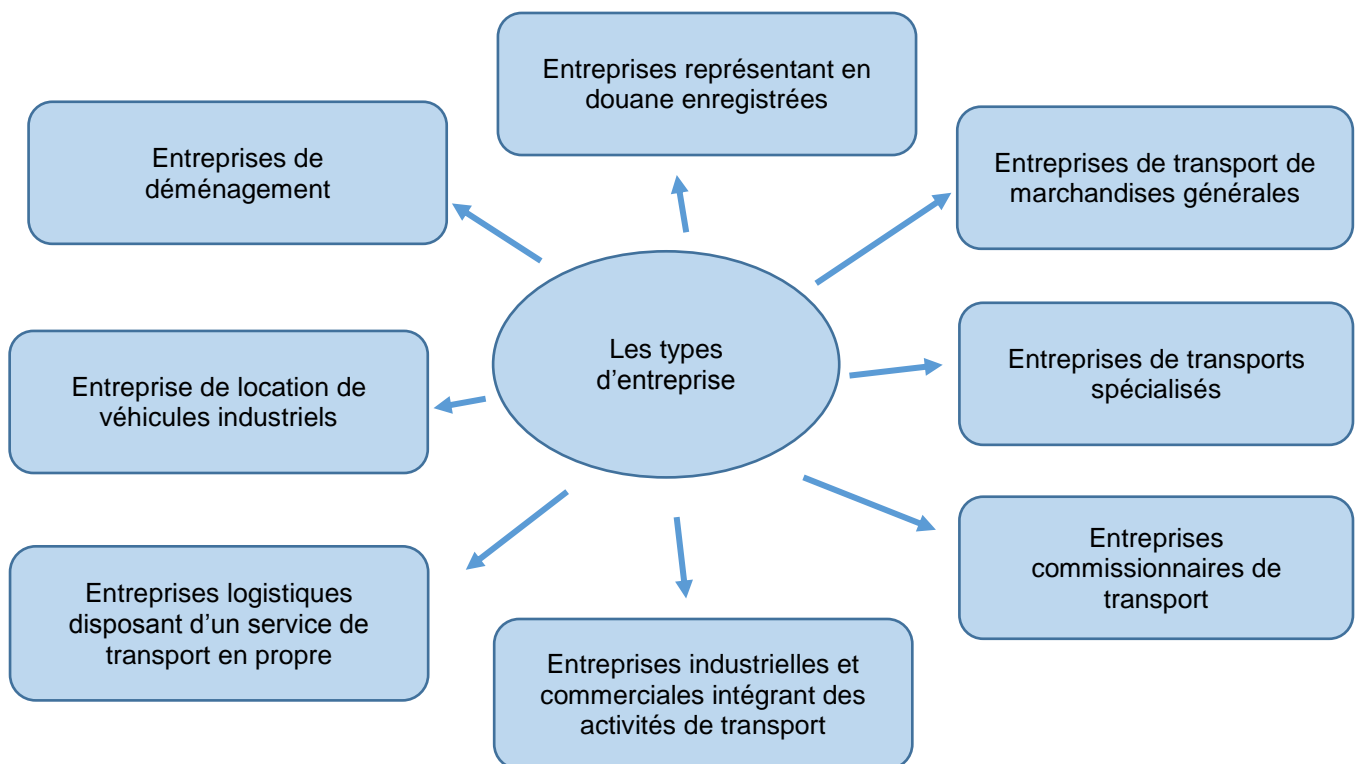 Entreprises représentant en
douane enregistrées
Entreprises de
déménagement
Entreprises de transport de
marchandises générales
Les types
d’entreprise
Entreprises de transports
spécialisés
Entreprise de location de
véhicules industriels
Entreprises
commissionnaires de
transport
Entreprises logistiques
disposant d’un service de
transport en propre
Entreprises industrielles et
commerciales intégrant des
activités de transport